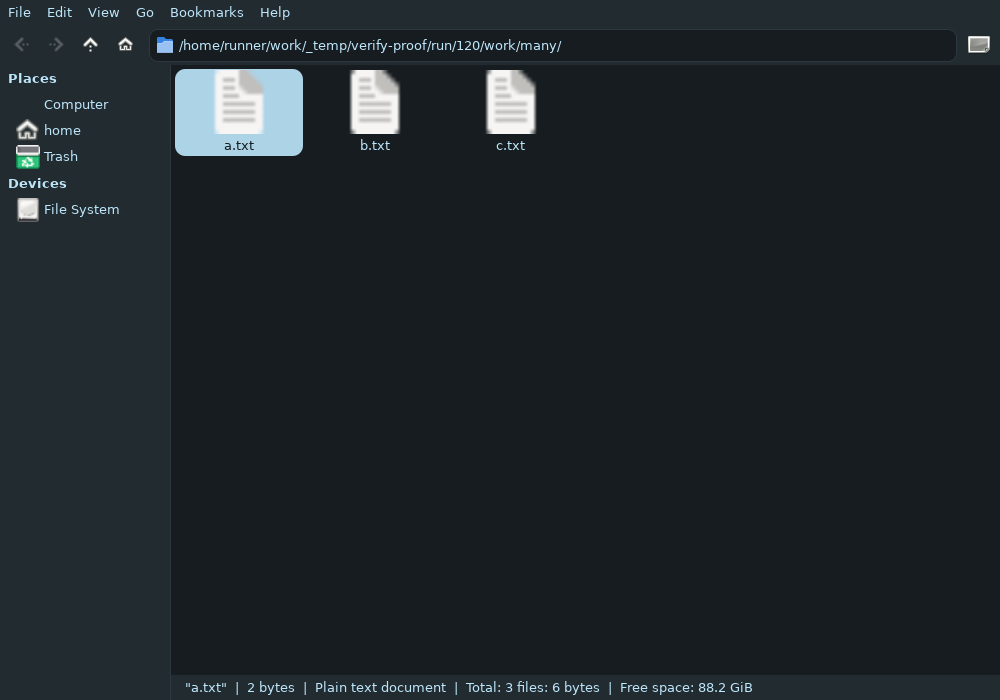 File Edit View Go Bookmarks Help
/home/runner/work/_temp/verify-proof/run/120/work/many/
Places
Computer
home
Trash
Devices
File System
a.txt b.txt c.txt
"a.txt" | 2 bytes | Plain text document | Total: 3 files: 6 bytes | Free space: 88.2 GiB